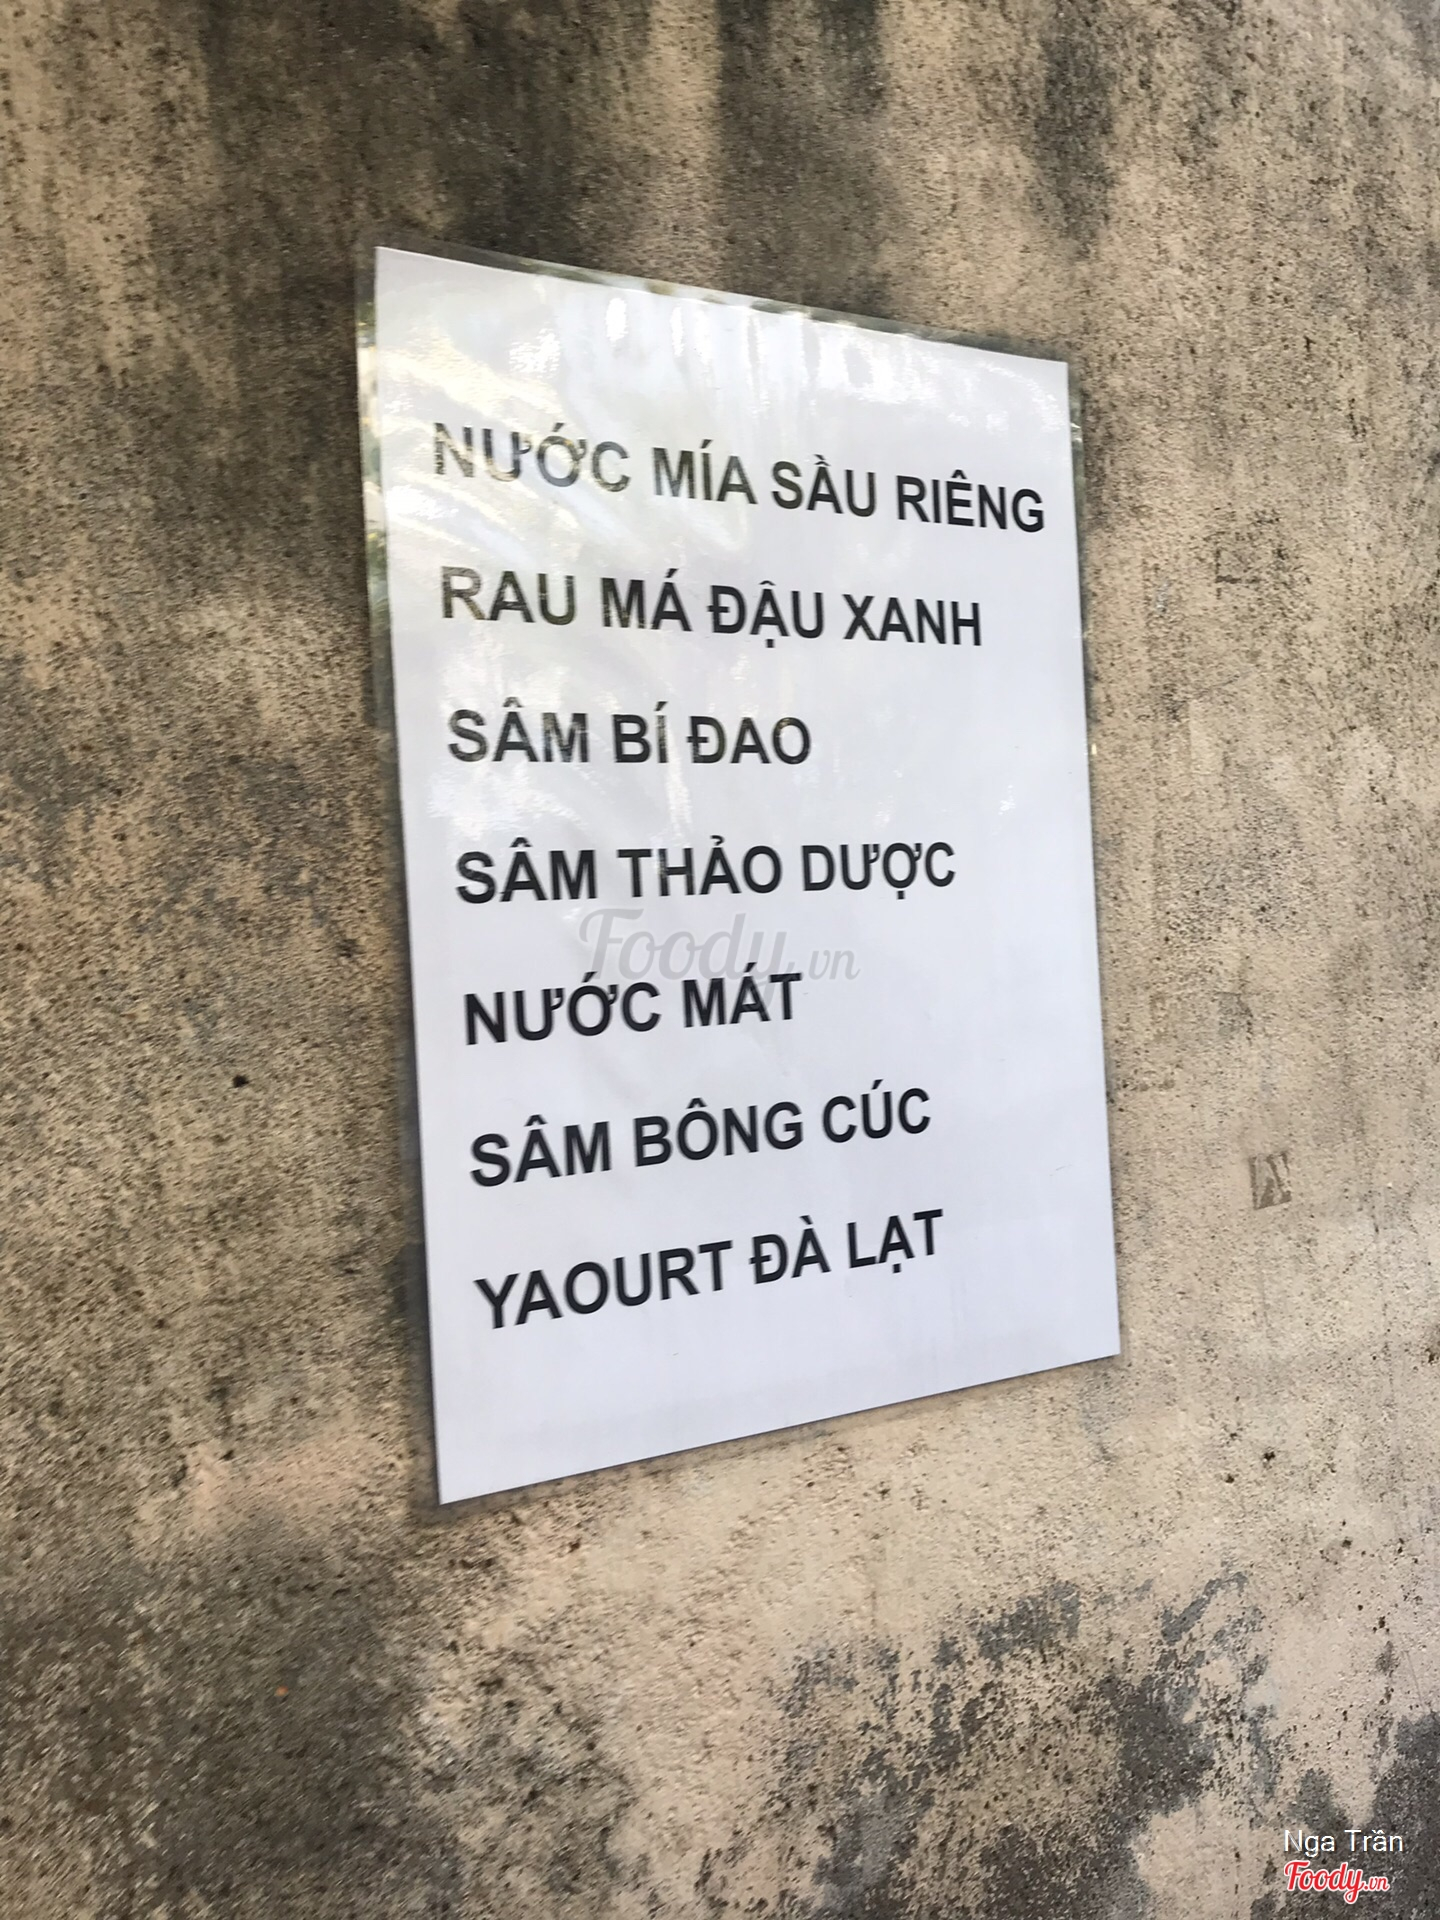 NƯỚC MÍA SẦU RIÊNG
RAU MÁ ĐẬU XANH
SÂM BÍ ĐAO
SÂM THẢO DƯỢC
Foody.vn
NƯỚC MÁT
SÂM BÔNG CÚC
YAOURT ĐÀ LẠT
Nga Trần
Foody.vn